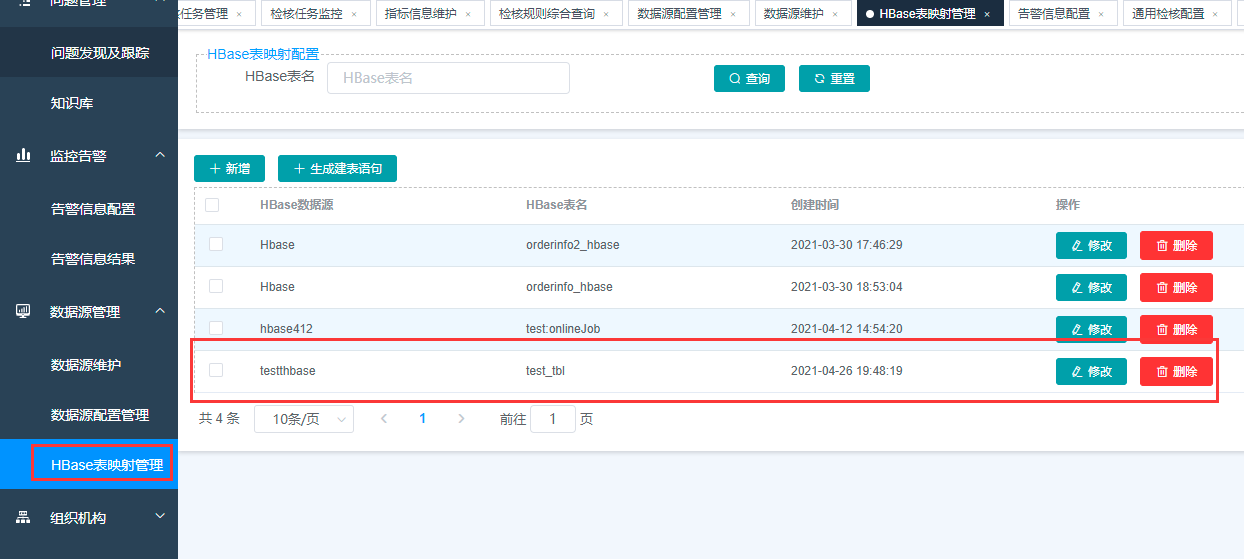 问题管理
问题发现及跟踪
知识库
监控告警
告警信息配置
告警信息结果
数据源管理
数据源维护
数据源配置管理
HBase表映射管理
组织机构
任务管理 × 检核任务监控 × 指标信息维护 × 检核规则综合查询 × 数据源配置管理 × 数据源维护 × HBase表映射管理 × 告警信息配置 × 通用检核配置 ×
HBase表映射配置
HBase表名 HBase表名 查询 重置
+ 新增 + 生成建表语句
HBase数据源 HBase表名 创建时间 操作
Hbase orderinfo2_hbase 2021-03-30 17:46:29 修改 删除
Hbase orderinfo_hbase 2021-03-30 18:53:04 修改 删除
hbase412 test:onlineJob 2021-04-12 14:54:20 修改 删除
testthbase test_tbl 2021-04-26 19:48:19 修改 删除
共 4 条 10条/页 1 前往 1 页